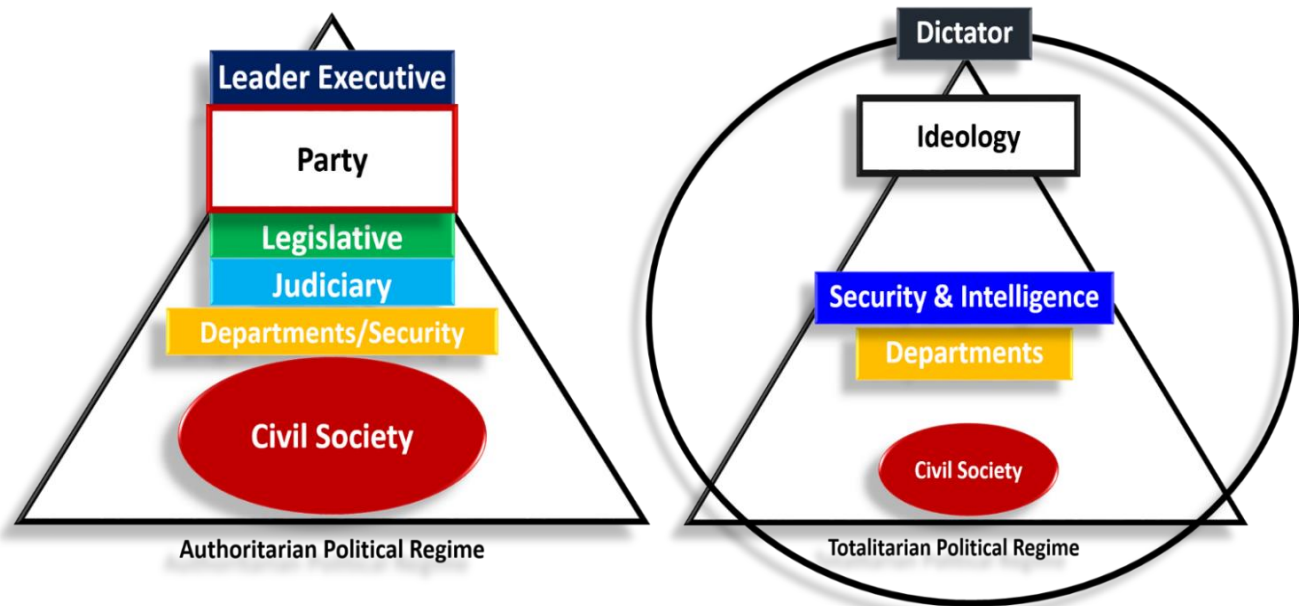 Leader Executive
Party
Legislative
Judiciary
Departments/Security
Civil Society
Authoritarian Political Regime
Dictator
Ideology
Security & Intelligence
Departments
Civil Society
Totalitarian Political Regime